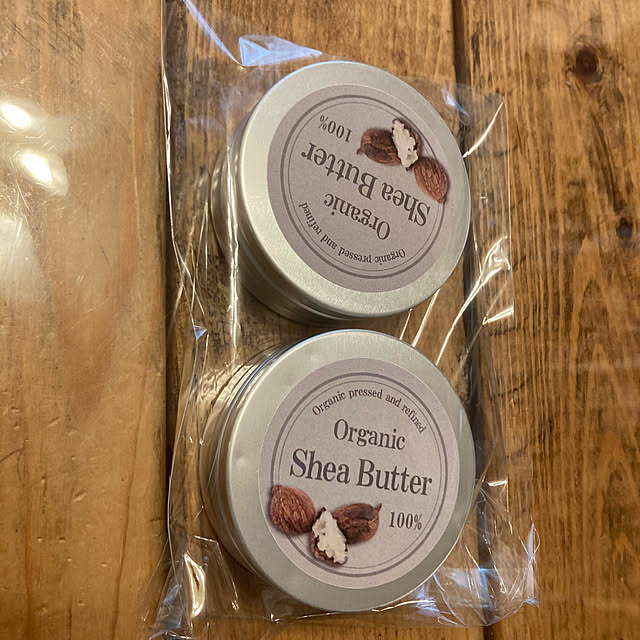 Organic pressed and refined
Organic
Shea Butter
100%
Organic pressed and refined
Organic
Shea Butter
100%